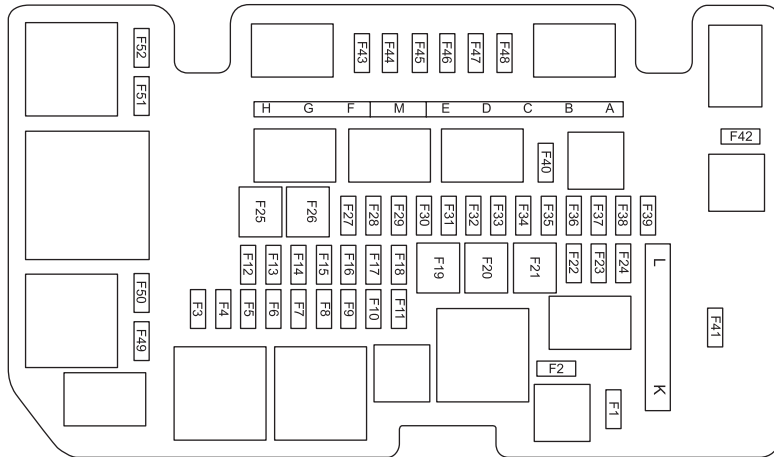 F52
F43 F44 F45 F46 F47 F48
F51
H G F M E D C B A
F42
F40
F25 F26 F27 F28 F29 F30 F31 F32 F33 F34 F35 F36 F37 F38 F39
F12 F13 F14 F15 F16 F17 F18 F19 F20 F21 F22 F23 F24 L
F50
F3 F4 F5 F6 F7 F8 F9 F10 F11
F41
F49
F2
K
F1